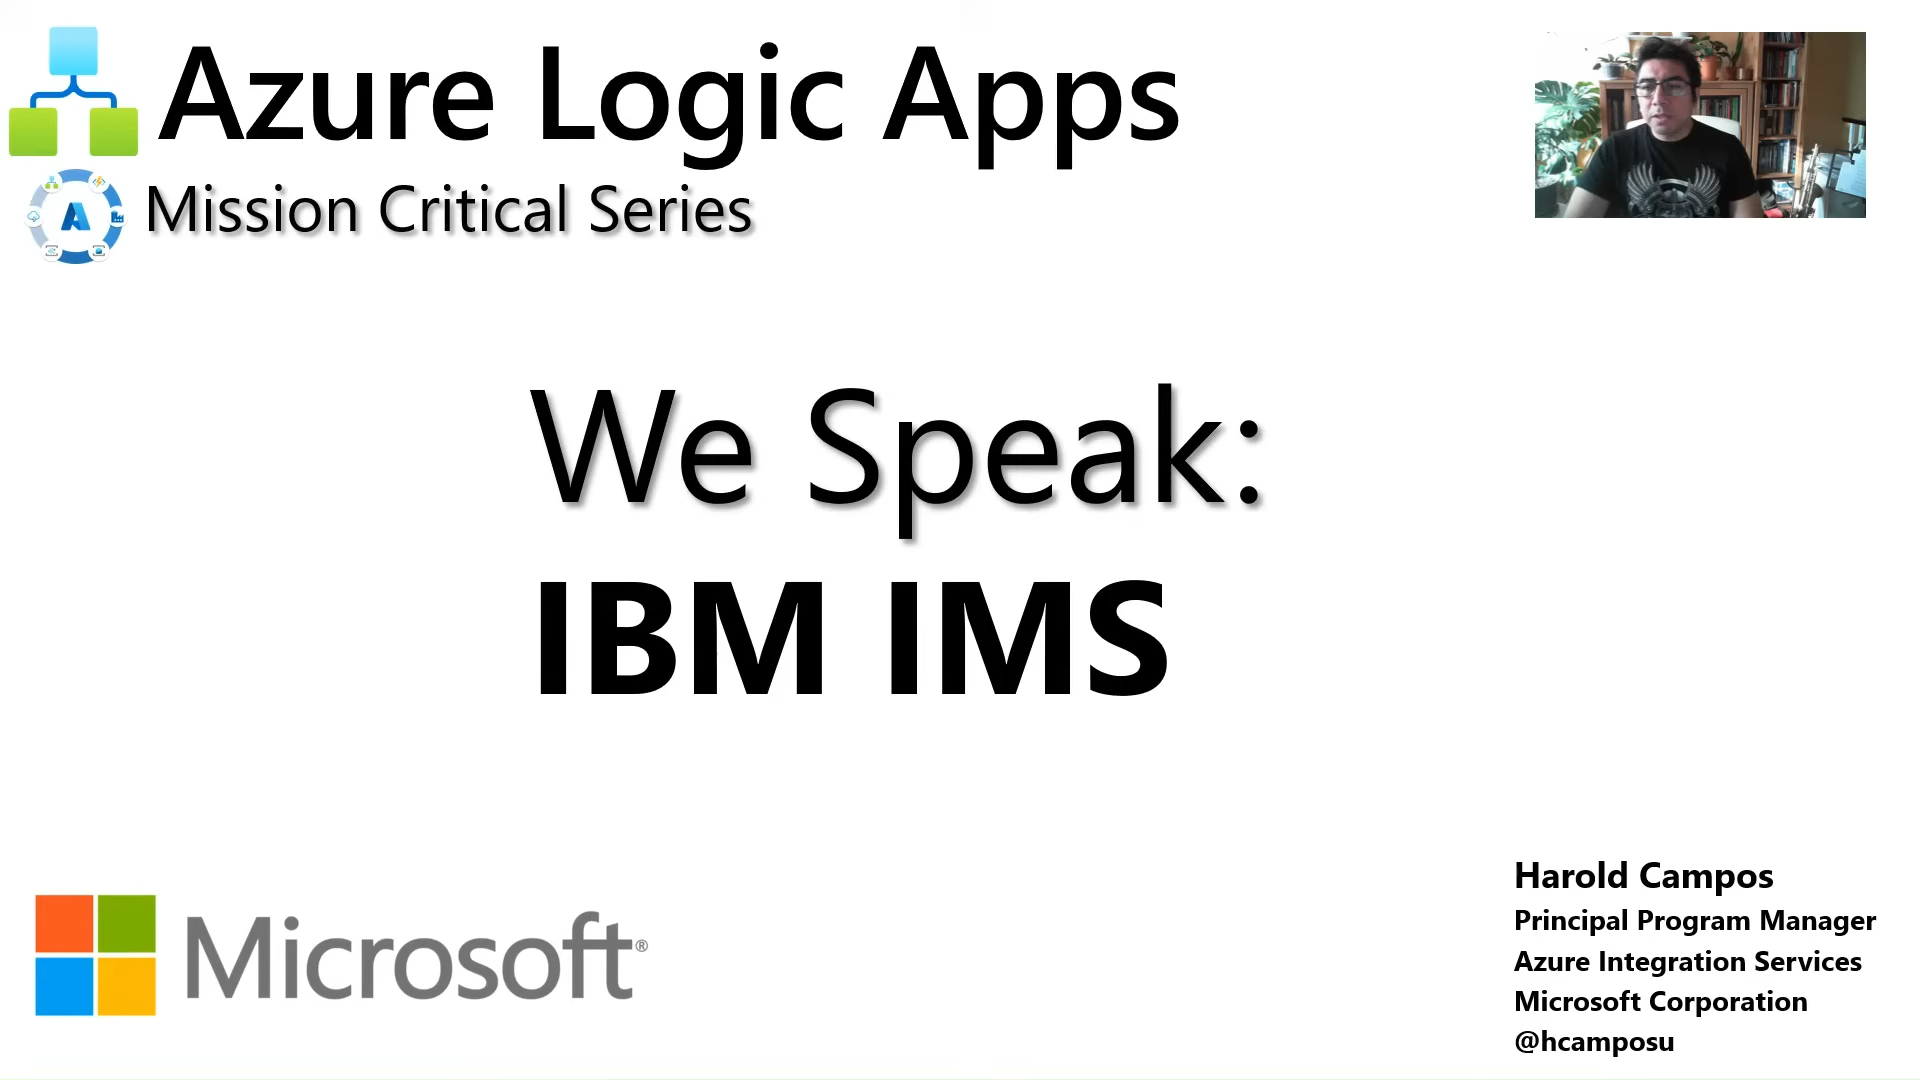 Azure Logic Apps
Mission Critical Series
We Speak:
IBM IMS
Microsoft®
Harold Campos
Principal Program Manager
Azure Integration Services
Microsoft Corporation
@hcamposu